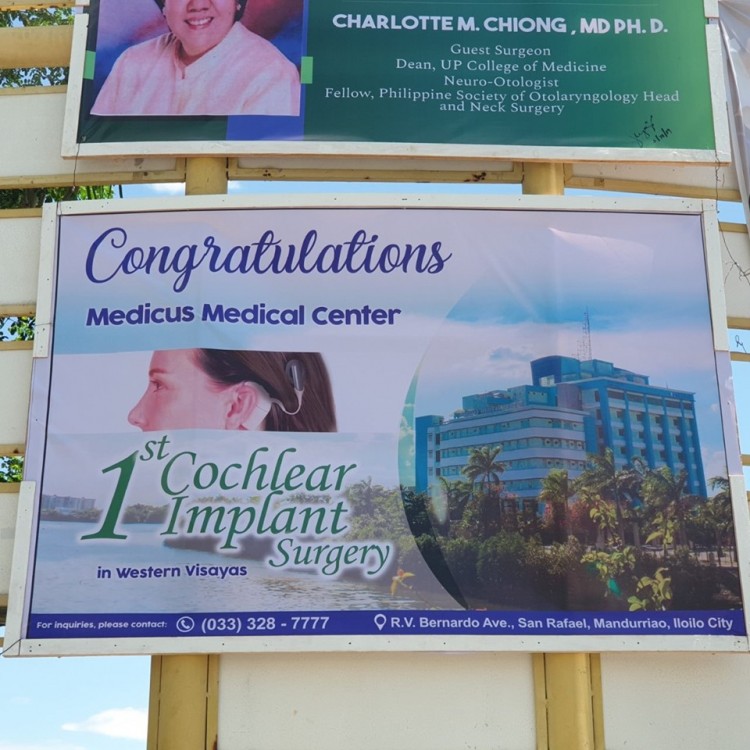 CHARLOTTE M. CHIONG, MD PH. D.
Guest Surgeon
Dean, UP College of Medicine
Neuro-Otologist
Fellow, Philippine Society of Otolaryngology Head
and Neck Surgery
Congratulations
Medicus Medical Center
1st Cochlear
Implant
Surgery
in Western Visayas
For inquiries, please contact: (033) 328 - 7777 R.V. Bernardo Ave., San Rafael, Mandurriao, Iloilo City